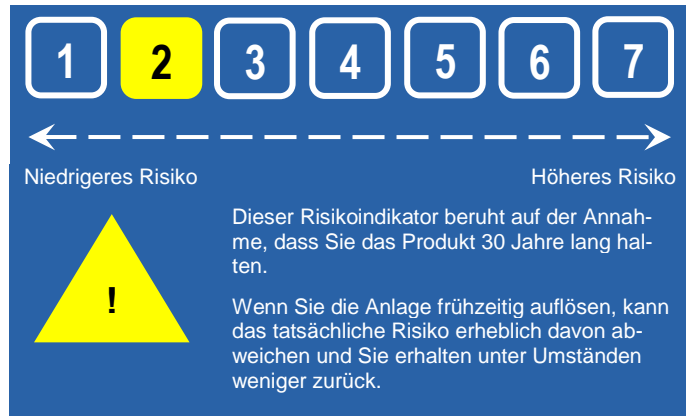 1 2 3 4 5 6 7
Niedrigeres Risiko Höheres Risiko
Dieser Risikoindikator beruht auf der Annah-
me, dass Sie das Produkt 30 Jahre lang hal-
ten.
!
Wenn Sie die Anlage frühzeitig auflösen, kann
das tatsächliche Risiko erheblich davon ab-
weichen und Sie erhalten unter Umständen
weniger zurück.